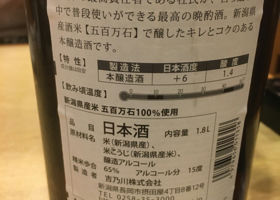 中で普段使いができる最高の晩酌酒。新潟県
産酒米【五百万石】で醸したキレとコクのある
本醸造酒です。
【特性】
製造法 日本酒度 酸度
本醸造酒 +6 1.4
【飲み頃温度】
新潟県産米 五百万石100%使用
品目 日本酒 内容量 1.8L
原材料名 米(新潟県産)、
米こうじ(新潟県産米)、
醸造アルコール
精米歩合 65% アルコール分 15度
吉乃川株式会社
新潟県長岡市摂田屋4丁目8番12号
TEL 0258-35-3000